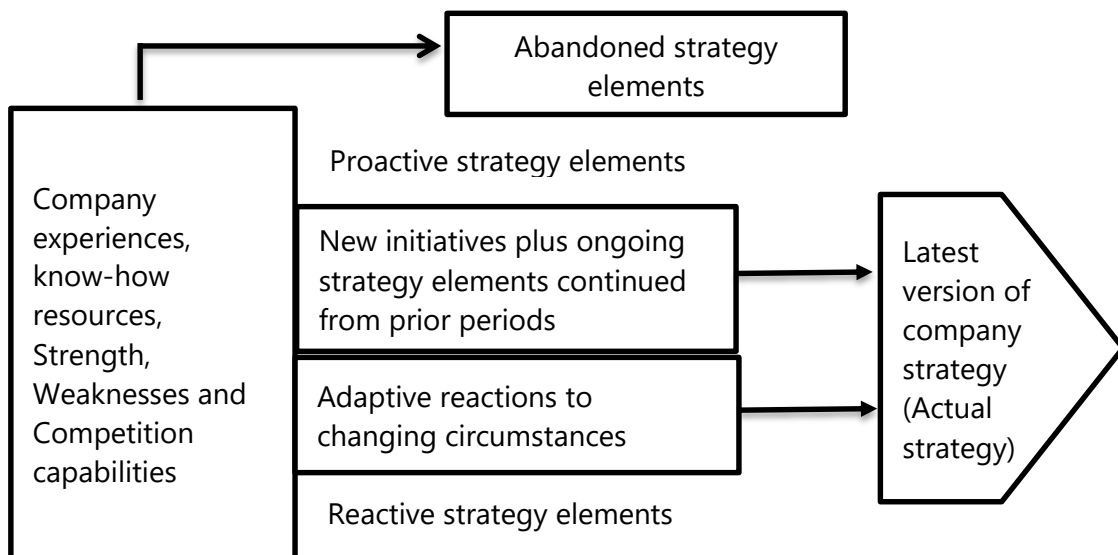 Abandoned strategy
elements
Proactive strategy elements
Company
experiences,
know-how
resources,
Strength,
Weaknesses and
Competition
capabilities
New initiatives plus ongoing
strategy elements continued
from prior periods
Adaptive reactions to
changing circumstances
Reactive strategy elements
Latest
version of
company
strategy
(Actual
strategy)